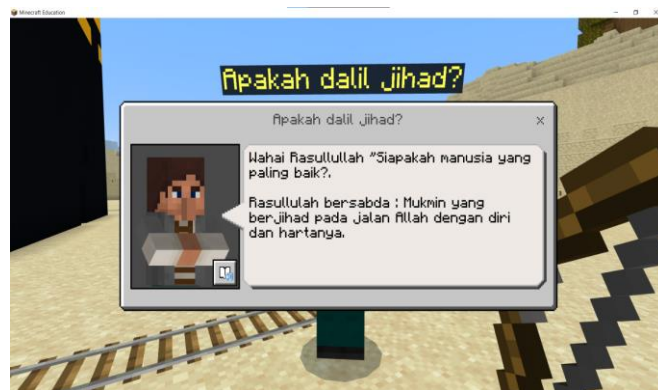 Minecraft Education
Apakah dalil jihad?
Apakah dalil jihad?
Wahai Rasullullah "Siapakah manusia yang
paling baik?.
Rasullulah bersabda : Mukmin yang
berjihad pada jalan Allah dengan diri
dan hartanya.